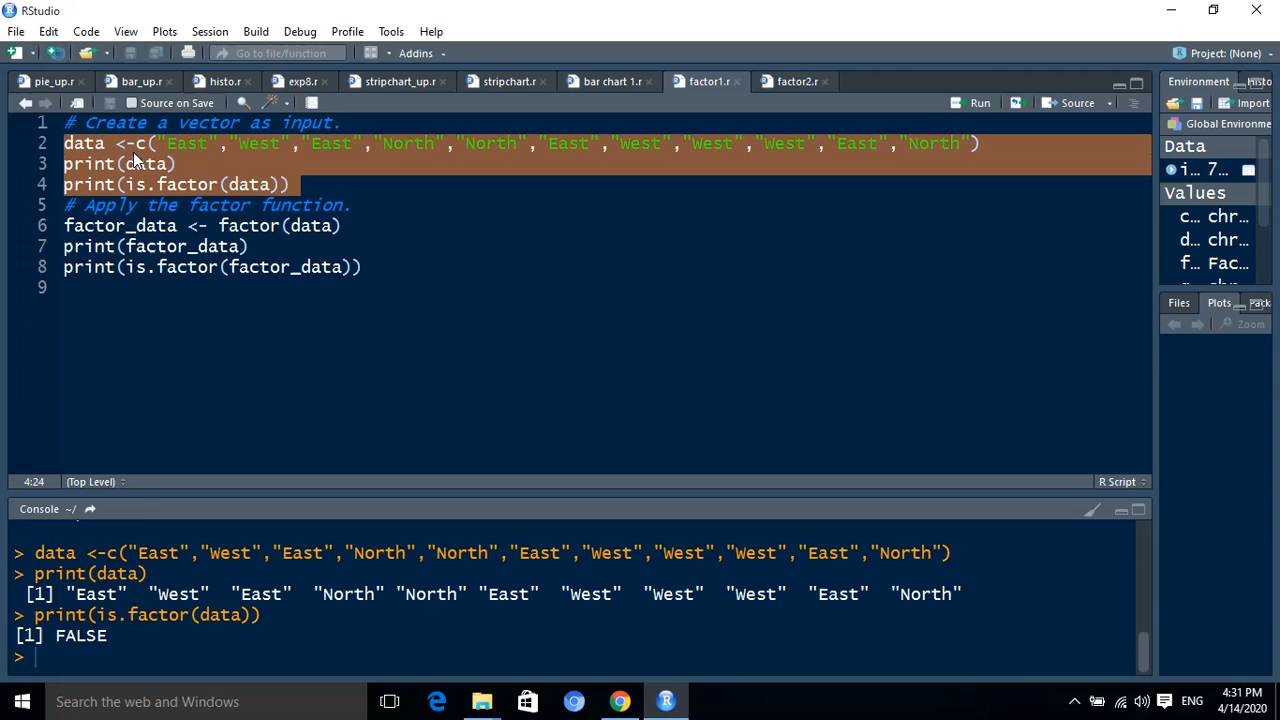 RStudio
File Edit Code View Plots Session Build Debug Profile Tools Help
Go to file/function Addins Project: (None)
pie_up.r bar_up.r histo.r exp8.r stripchart_up.r stripchart.r bar chart 1.r factor1.r factor2.r
Source on Save Run Source
1 # Create a vector as input.
2 data <-c("East","West","East","North","North","East","West","West","West","East","North")
3 print(data)
4 print(is.factor(data))
5 # Apply the factor function.
6 factor_data <- factor(data)
7 print(factor_data)
8 print(is.factor(factor_data))
9
4:24 (Top Level) R Script
Console ~/
> data <-c("East","West","East","North","North","East","West","West","West","East","North")
> print(data)
[1] "East" "West" "East" "North" "North" "East" "West" "West" "West" "East" "North"
> print(is.factor(data))
[1] FALSE
>
Environment Histo
Import
Global Environme
Data
i... 7...
Values
c... chr...
d... chr...
f... Fac...
Files Plots Pack
Zoom
Search the web and Windows
ENG
4:31 PM
4/14/2020